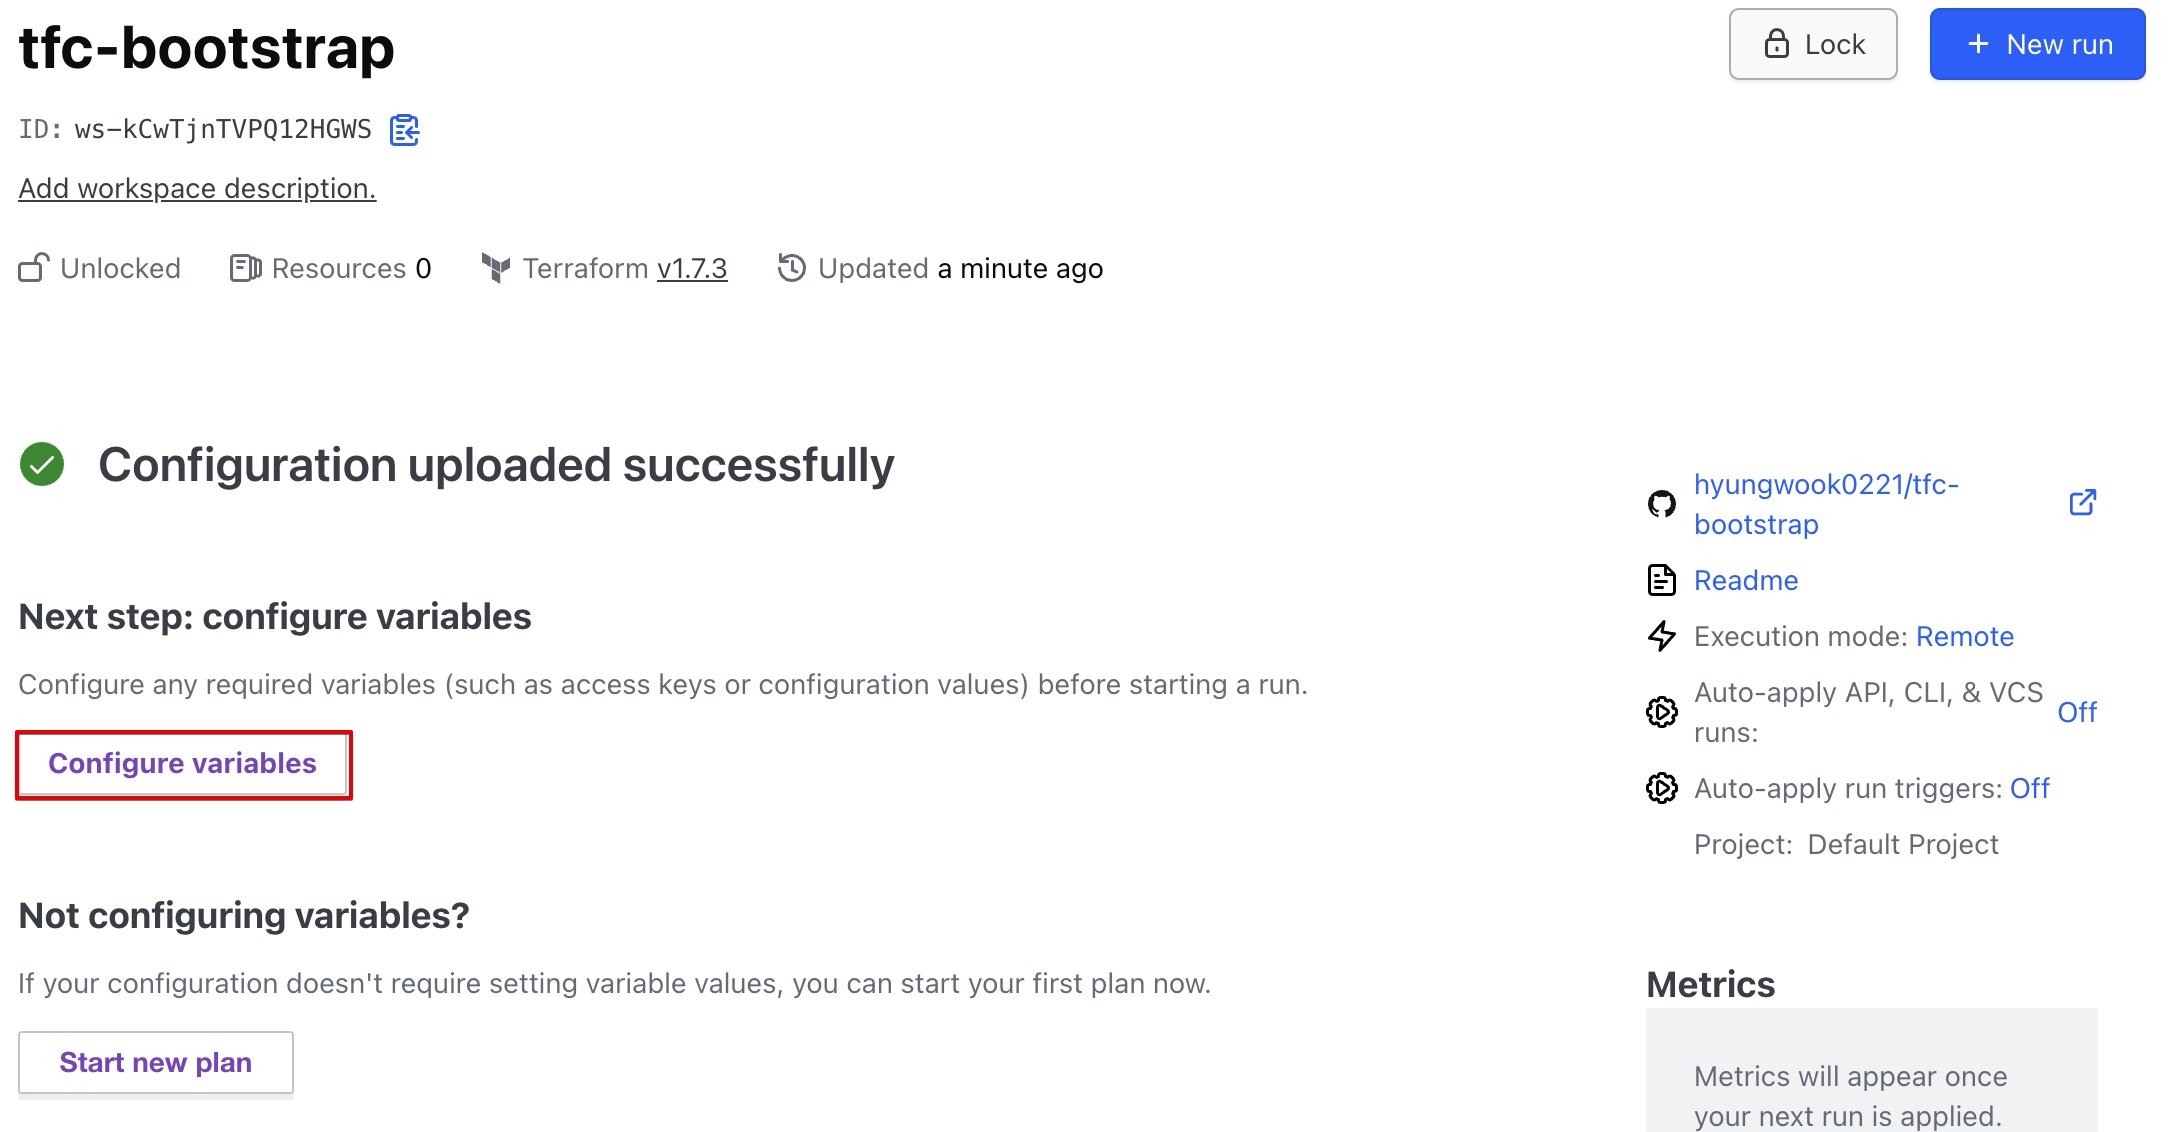 tfc-bootstrap
Lock
+ New run
ID: ws-kCwTjnTVPQ12HGWS
Add workspace description.
Unlocked
Resources 0
Terraform v1.7.3
Updated a minute ago
Configuration uploaded successfully
Next step: configure variables
Configure any required variables (such as access keys or configuration values) before starting a run.
Configure variables
Not configuring variables?
If your configuration doesn't require setting variable values, you can start your first plan now.
Start new plan
hyungwook0221/tfc-
bootstrap
Readme
Execution mode: Remote
Auto-apply API, CLI, & VCS
runs:
Off
Auto-apply run triggers: Off
Project: Default Project
Metrics
Metrics will appear once
your next run is applied.